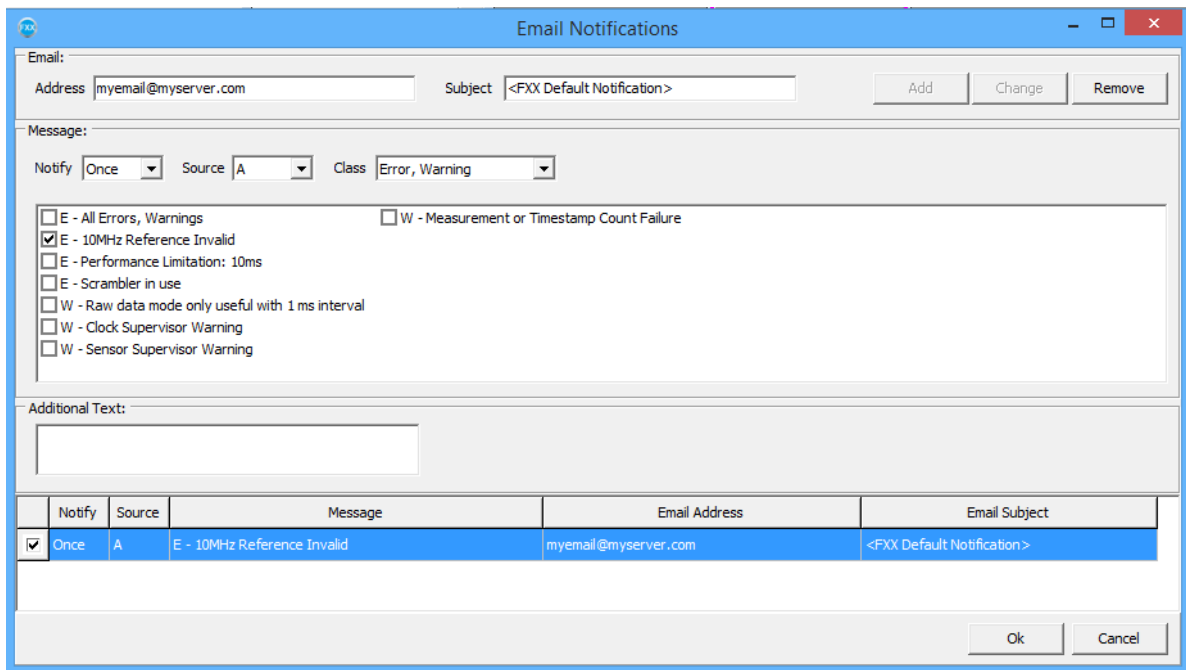 FXX
Email Notifications
Email:
Address myemail@myserver.com Subject <FXX Default Notification> Add Change Remove
Message:
Notify Once Source A Class Error, Warning
E - All Errors, Warnings W - Measurement or Timestamp Count Failure
E - 10MHz Reference Invalid
E - Performance Limitation: 10ms
E - Scrambler in use
W - Raw data mode only useful with 1 ms interval
W - Clock Supervisor Warning
W - Sensor Supervisor Warning
Additional Text:
Notify Source Message Email Address Email Subject
Once A E - 10MHz Reference Invalid myemail@myserver.com <FXX Default Notification>
Ok Cancel